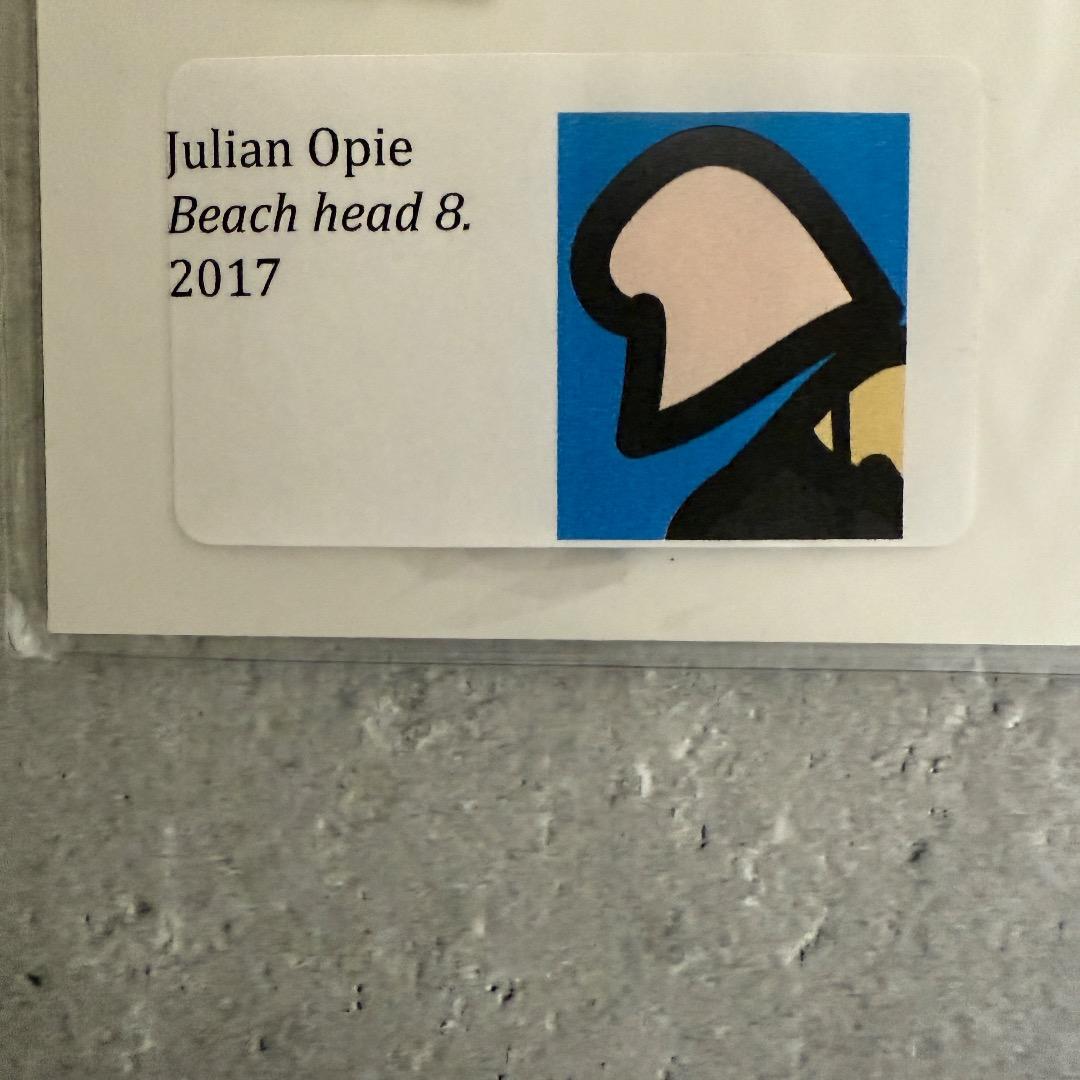 Julian Opie
Beach head 8.
2017